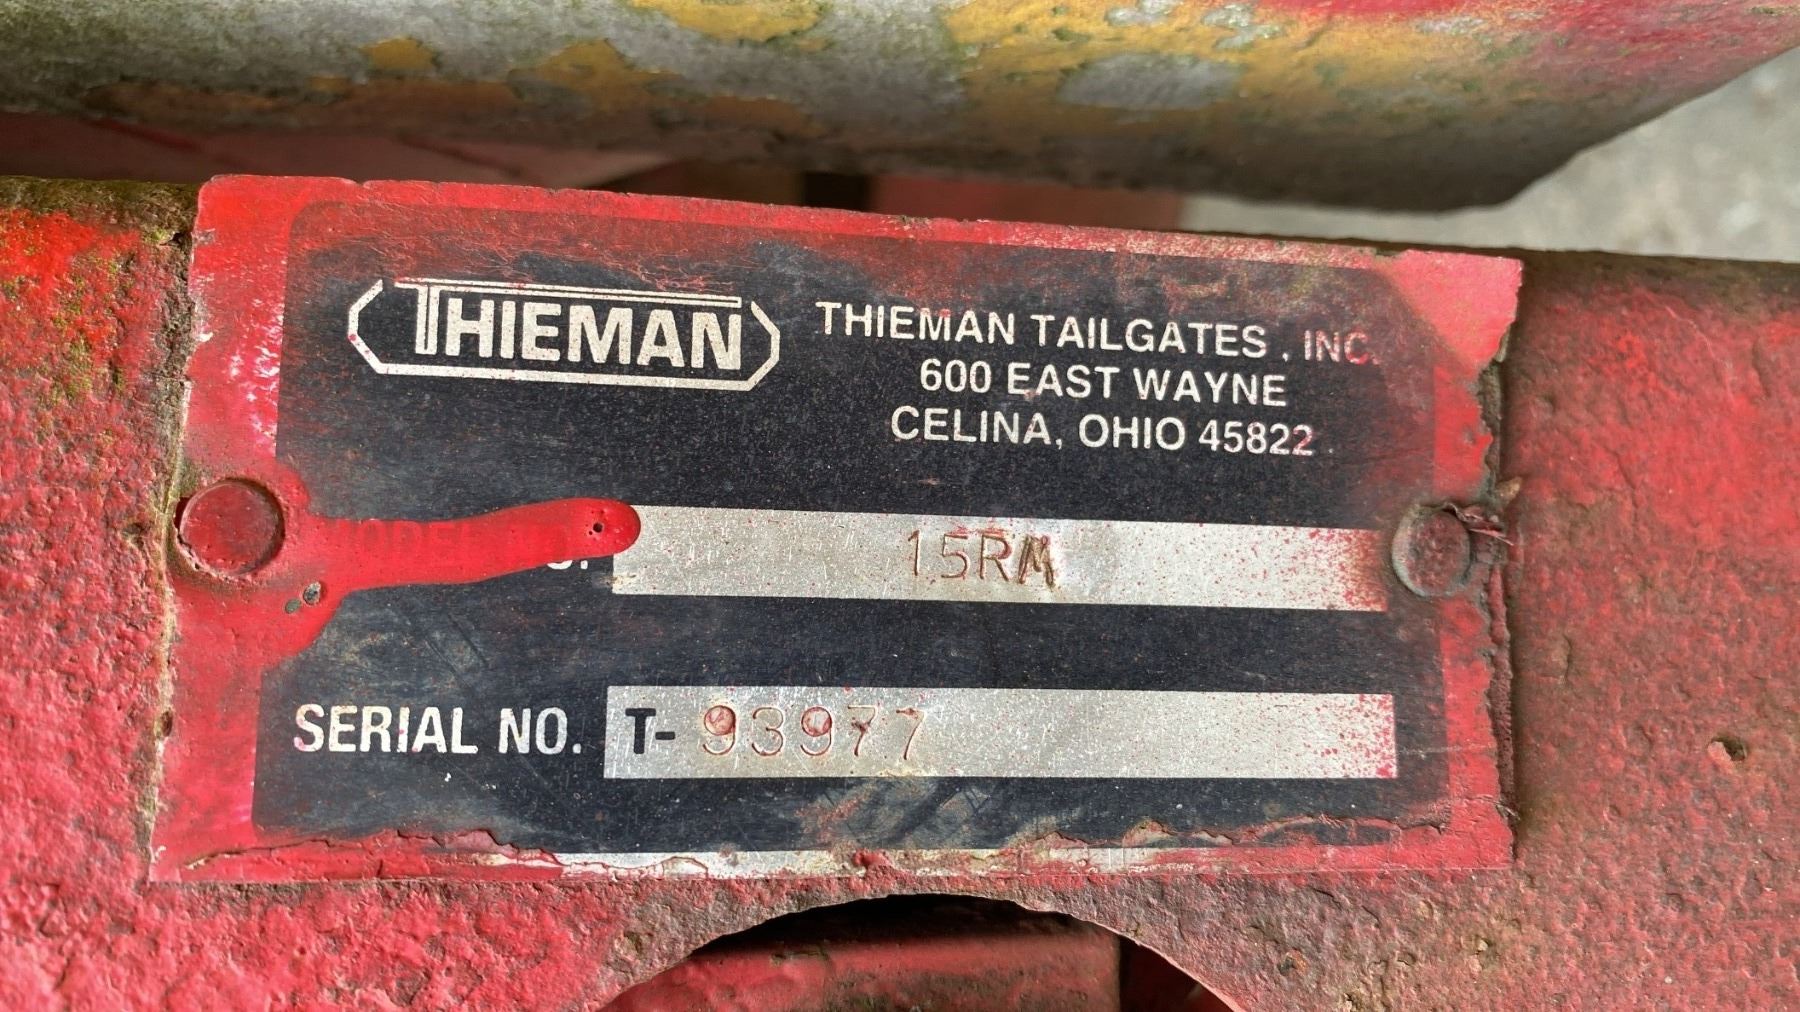 THIEMAN
THIEMAN TAILGATES, INC.
600 EAST WAYNE
CELINA, OHIO 45822
15RM
SERIAL NO. T- 93977